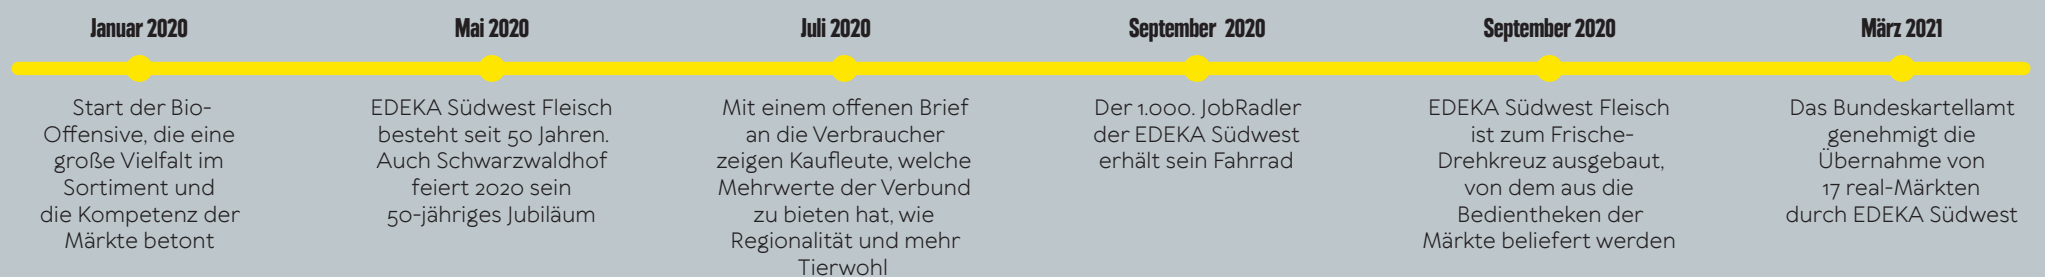 Januar 2020
Start der Bio-
Offensive, die eine
große Vielfalt im
Sortiment und
die Kompetenz der
Märkte betont
Mai 2020
EDEKA Südwest Fleisch
besteht seit 50 Jahren.
Auch Schwarzwaldhof
feiert 2020 sein
50-jähriges Jubiläum
Juli 2020
Mit einem offenen Brief
an die Verbraucher
zeigen Kaufleute, welche
Mehrwerte der Verbund
zu bieten hat, wie
Regionalität und mehr
Tierwohl
September 2020
Der 1.000. JobRadler
der EDEKA Südwest
erhält sein Fahrrad
September 2020
EDEKA Südwest Fleisch
ist zum Frische-
Drehkreuz ausgebaut,
von dem aus die
Bedientheken der
Märkte beliefert werden
März 2021
Das Bundeskartellamt
genehmigt die
Übernahme von
17 real-Märkten
durch EDEKA Südwest